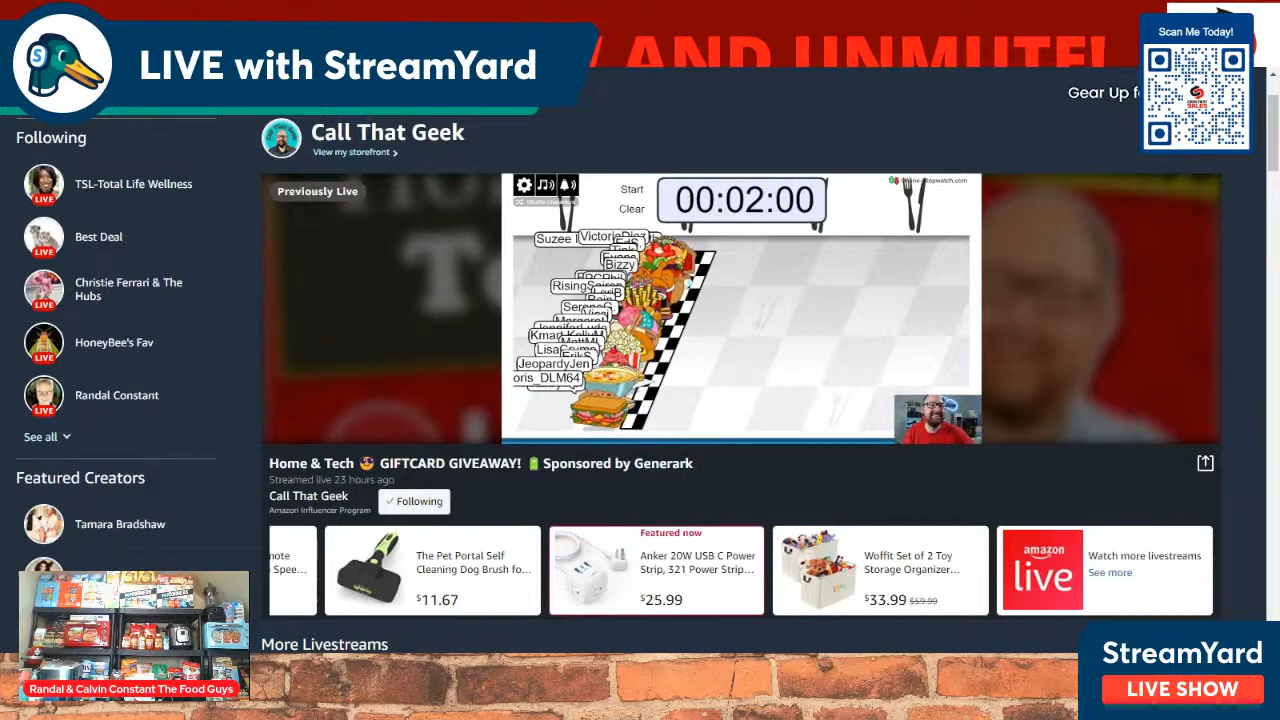 AND UNMUTE!
LIVE with StreamYard
Scan Me Today!
CONSTANT
SALES
Gear Up
Following
TSL-Total Life Wellness
LIVE
Best Deal
LIVE
Christie Ferrari & The
Hubs
LIVE
HoneyBee's Fav
LIVE
Randal Constant
LIVE
See all
Featured Creators
Tamara Bradshaw
Call That Geek
View my storefront
Previously Live
Start
Clear
00:02:00
Suzee
Bizzy
JeopardyJen
oris_DLM64
Home & Tech GIFTCARD GIVEAWAY! Sponsored by Generark
Streamed live 23 hours ago
Call That Geek
Amazon Influencer Program
Following
The Pet Portal Self
Cleaning Dog Brush fo...
$11.67
Featured now
Anker 20W USB C Power
Strip, 321 Power Strip...
$25.99
Woffit Set of 2 Toy
Storage Organizer...
$33.99 $59.99
amazon
live
Watch more livestreams
See more
More Livestreams
Randal & Calvin Constant The Food Guys
StreamYard
LIVE SHOW